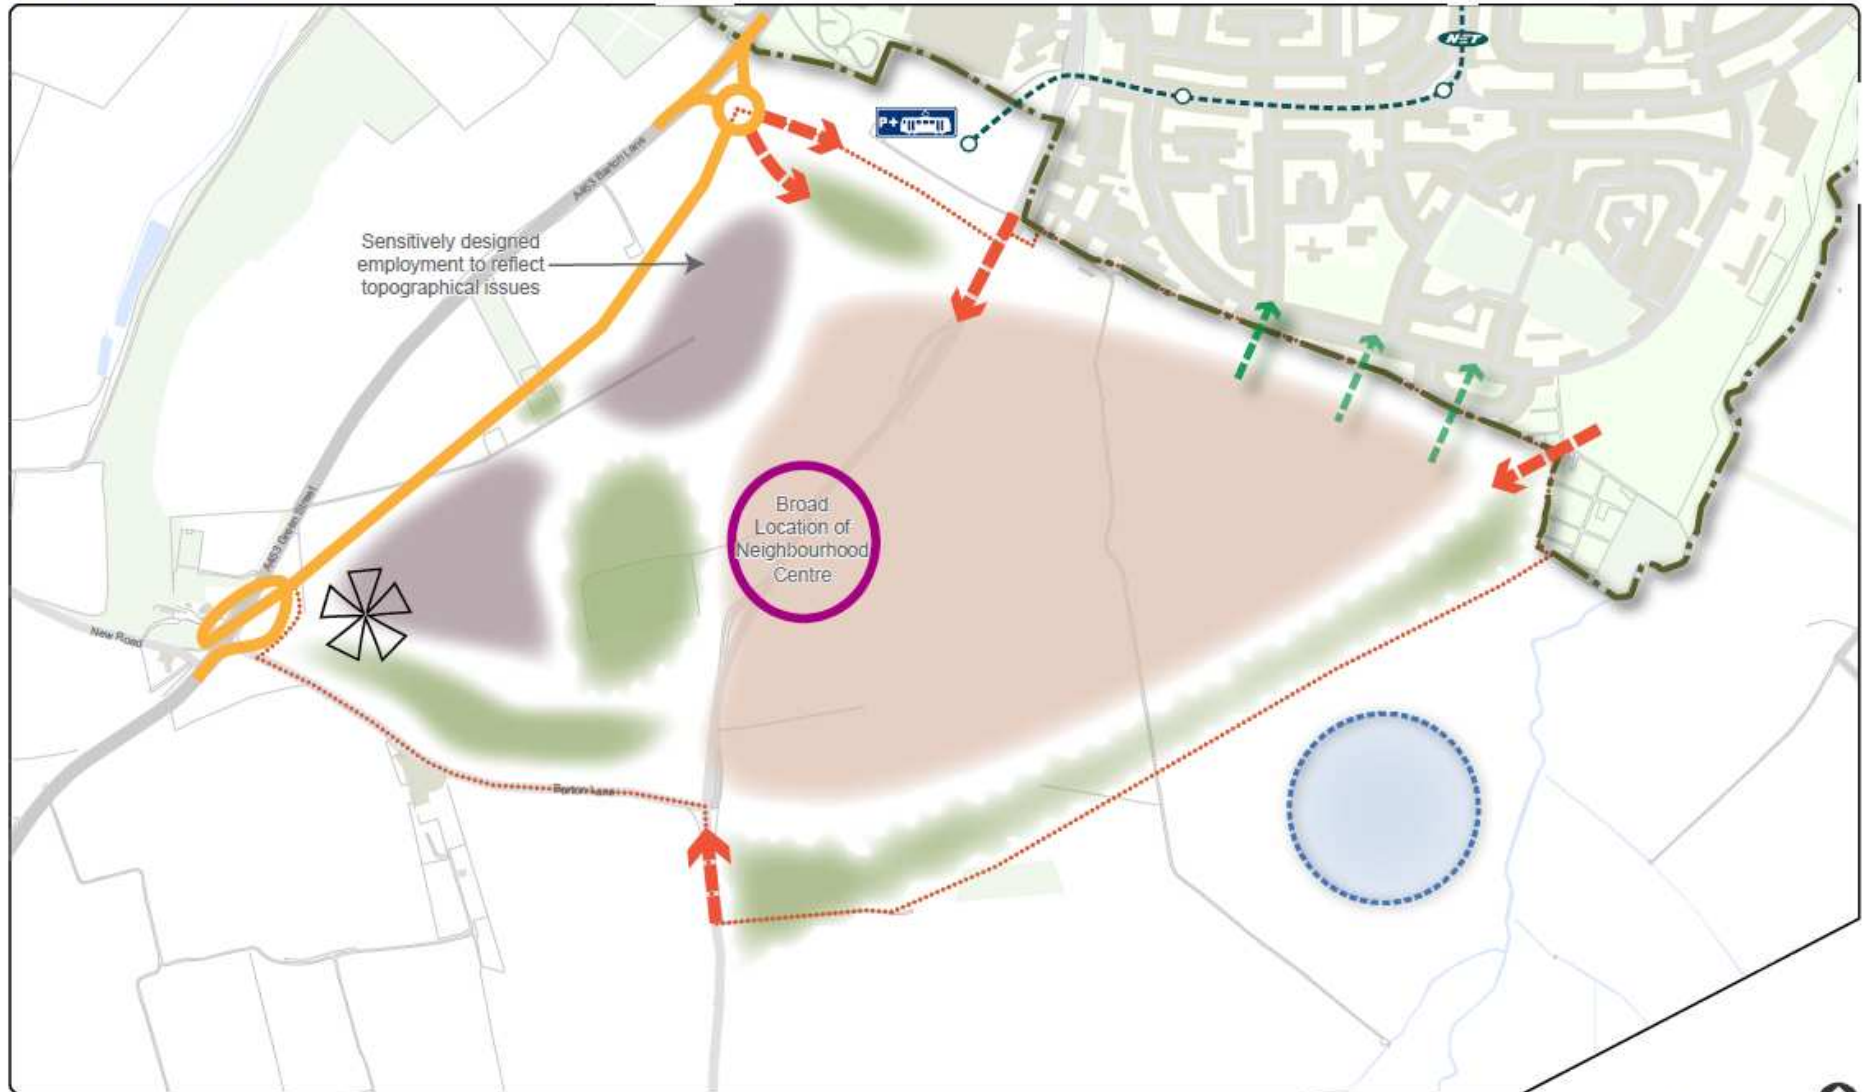 NET
P+
A453 Barton Lane
Sensitively designed
employment to reflect
topographical issues
Broad
Location of
Neighbourhood
Centre
A453 Green Street
New Road
Barton Lane